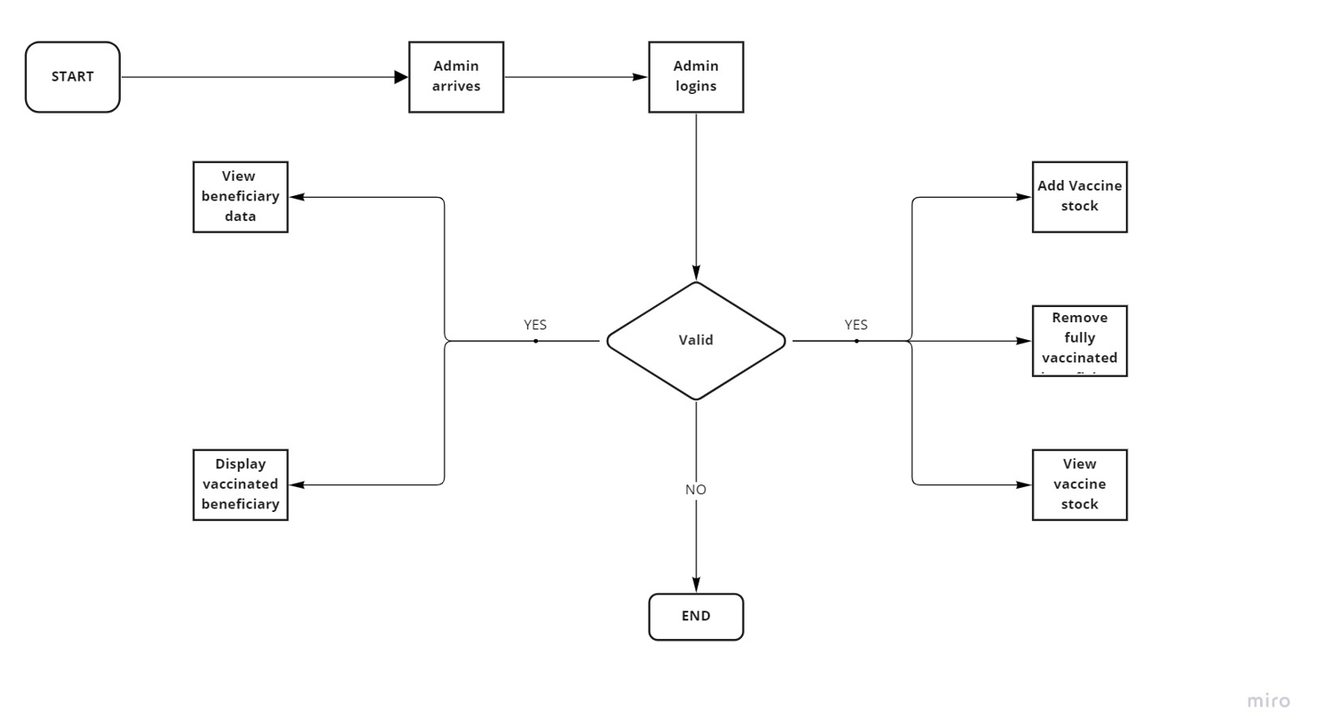 START
Admin
arrives
Admin
logins
View
beneficiary
data
Add Vaccine
stock
YES
YES
Valid
Remove
fully
vaccinated
Display
vaccinated
beneficiary
NO
View
vaccine
stock
END
miro